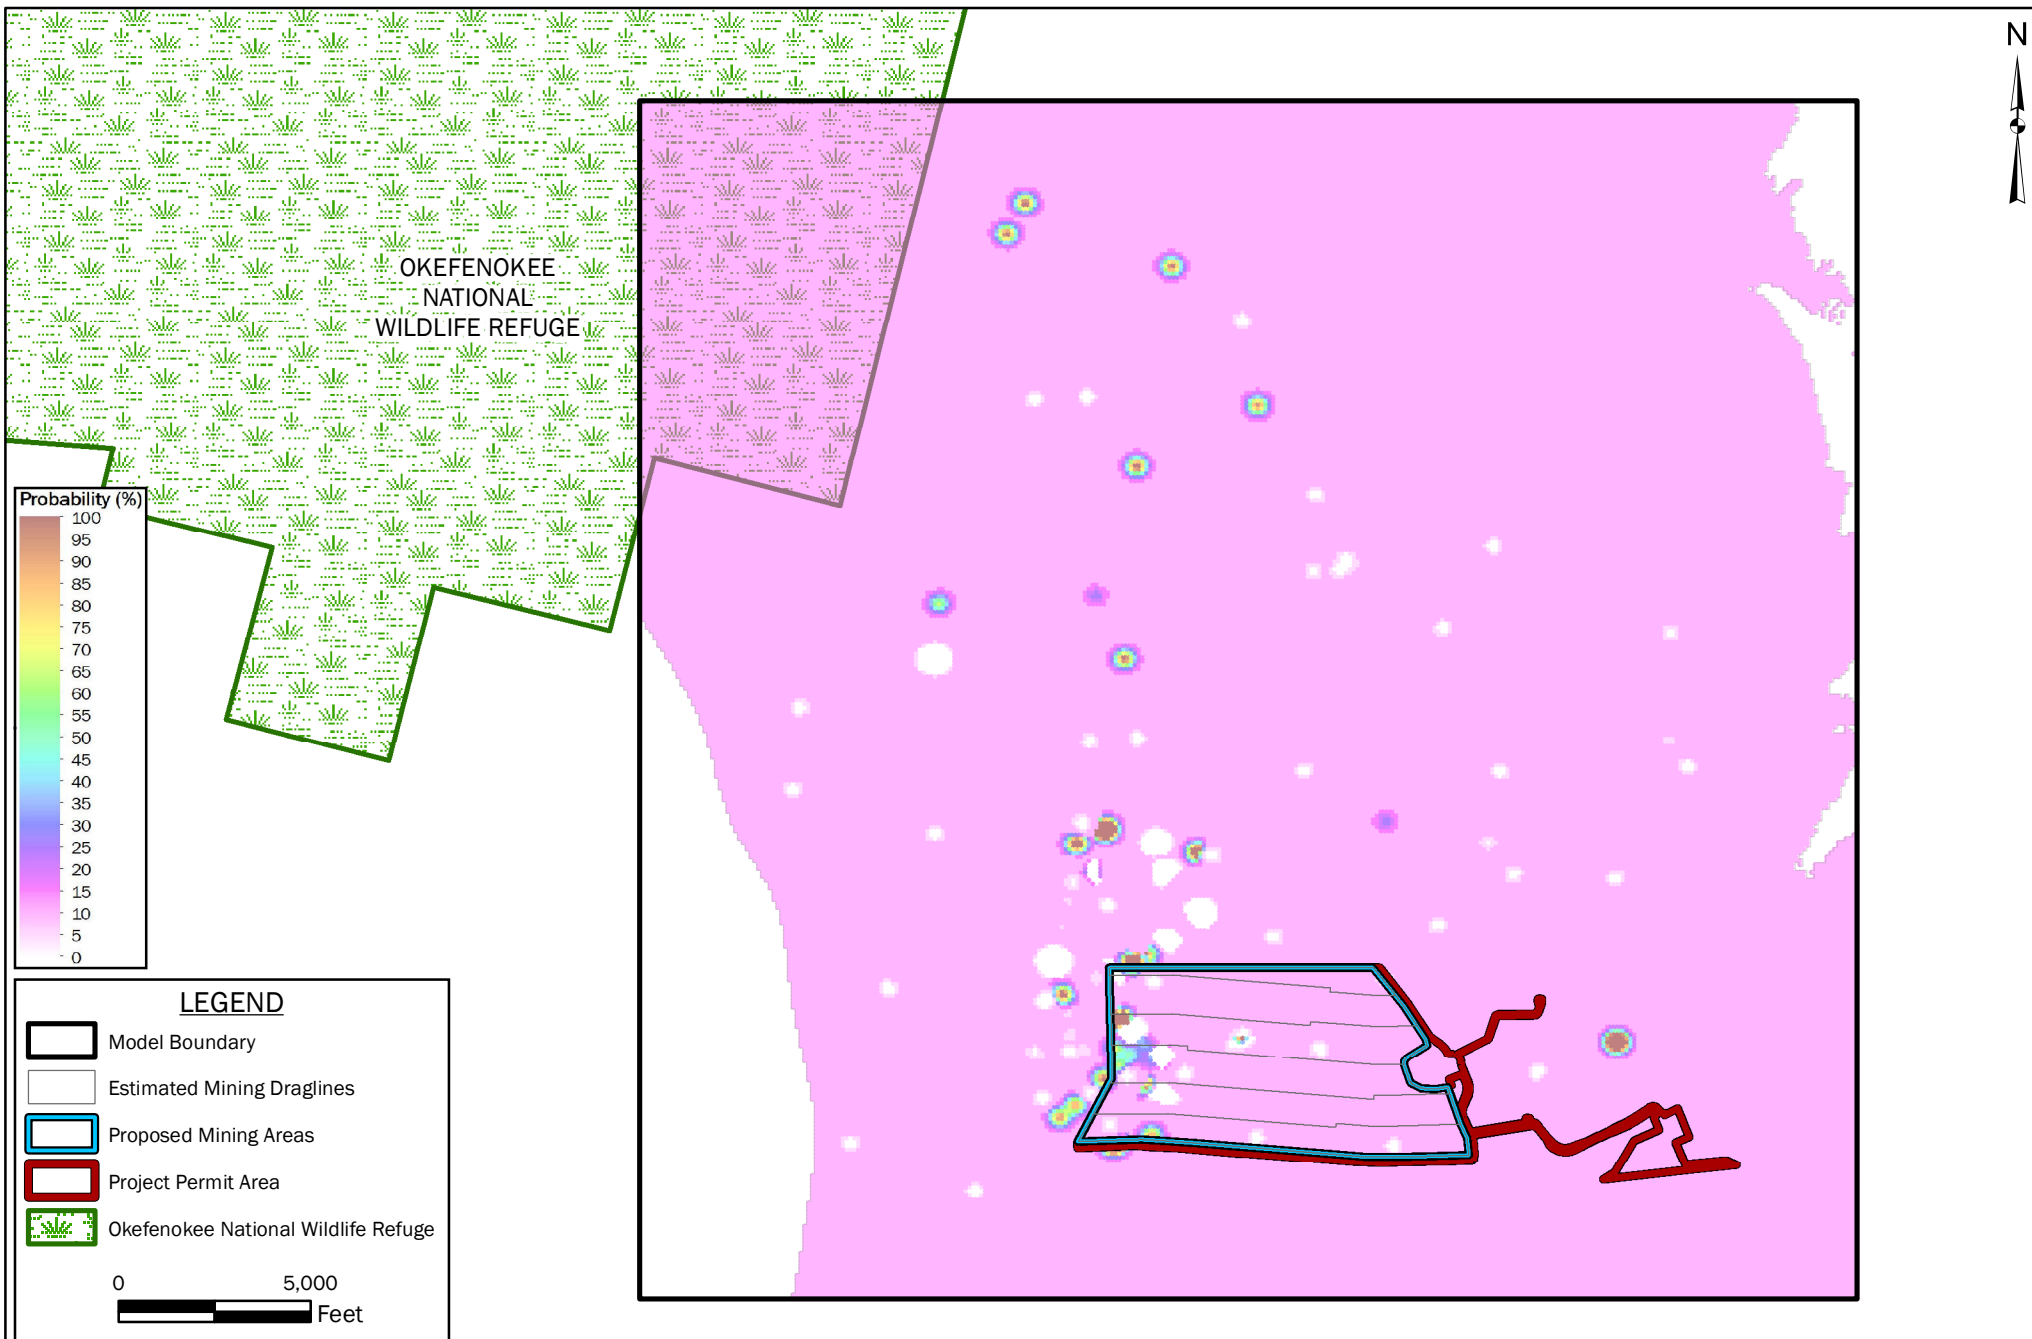 N
OKEFENOKEE
NATIONAL
WILDLIFE REFUGE
Probability (%)
100
95
90
85
80
75
70
65
60
55
50
45
40
35
30
25
20
15
10
5
0
LEGEND
Model Boundary
Estimated Mining Draglines
Proposed Mining Areas
Project Permit Area
Okefenokee National Wildlife Refuge
0 5,000
Feet